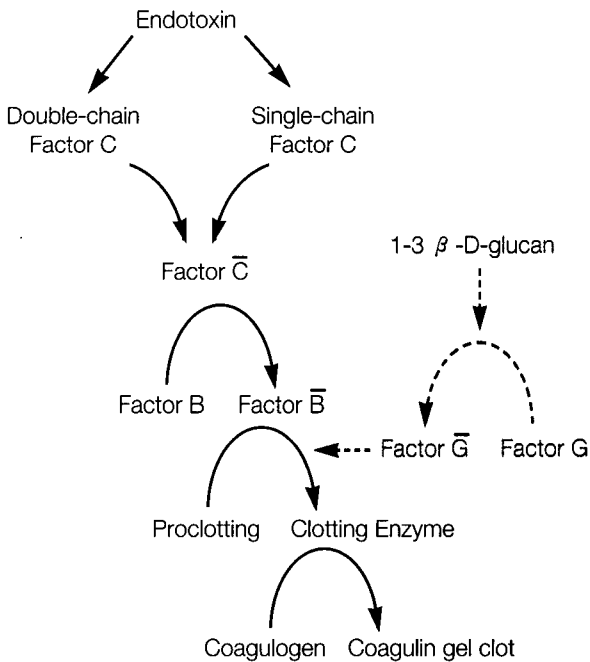 Endotoxin
Double-chain
Factor C
Single-chain
Factor C
1-3 β -D-glucan
Factor C̅
Factor B
Factor B̅
Factor G̅
Factor G
Proclotting
Clotting Enzyme
Coagulogen
Coagulin gel clot